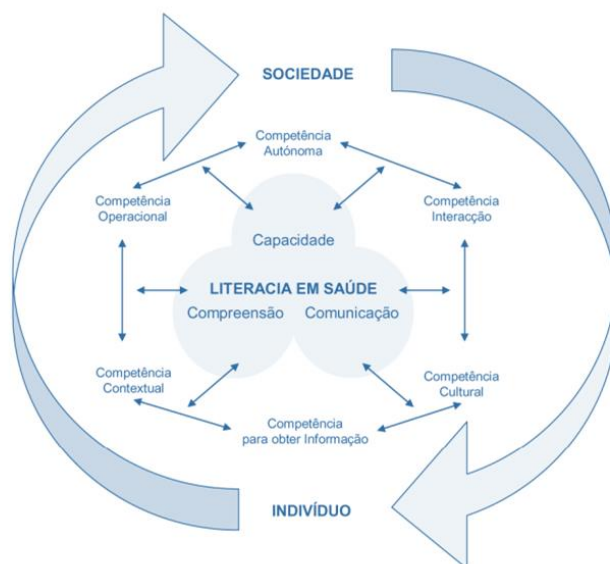 SOCIEDADE
Competência
Autónoma
Competência
Operacional
Competência
Interacção
Capacidade
LITERACIA EM SAÚDE
Compreensão
Comunicação
Competência
Contextual
Competência
Cultural
Competência
para obter Informação
INDIVÍDUO